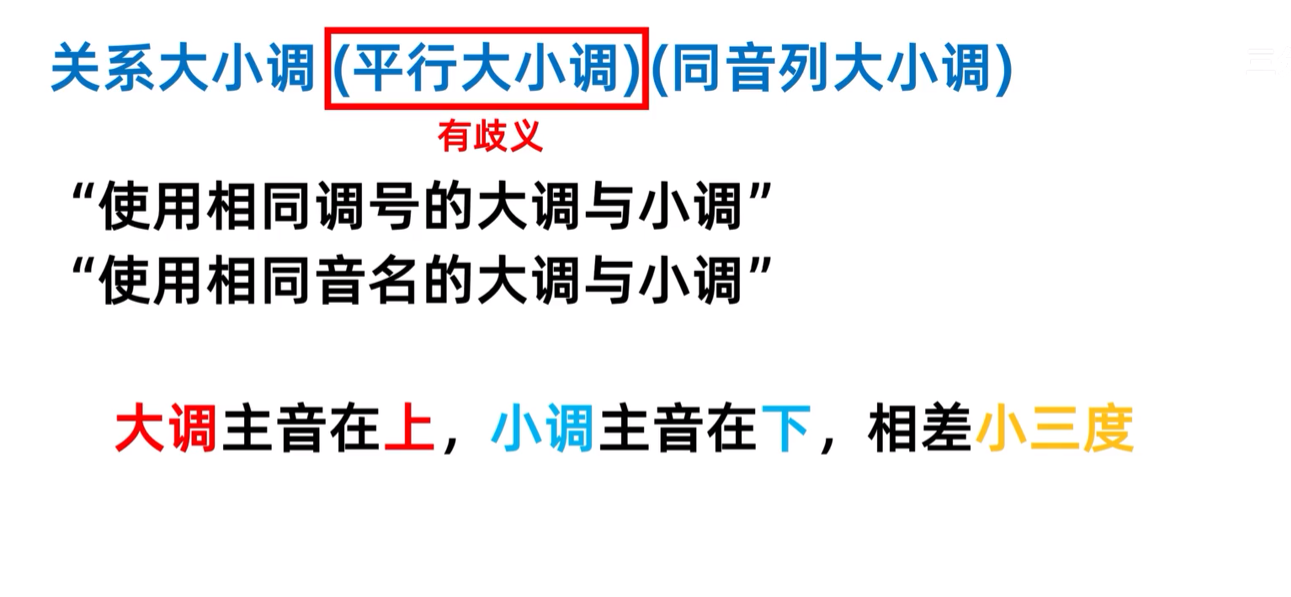 关系大小调(平行大小调)(同音列大小调)
有歧义
“使用相同调号的大调与小调”
“使用相同音名的大调与小调”
大调主音在上，小调主音在下，相差小三度